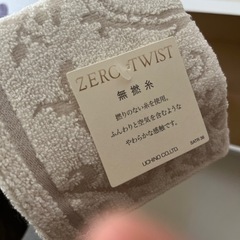 ZERO-TWIST
無撚糸
撚りのない糸を使用。
ふんわりと空気を含むような
やわらかな感触です。
UCHINO CO.,LTD.